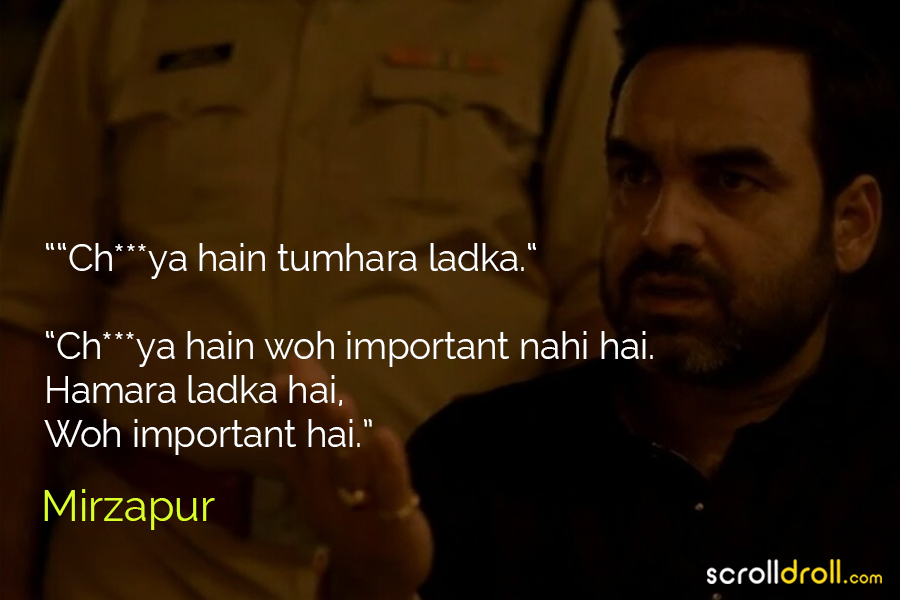 ““Ch***ya hain tumhara ladka.“
“Ch***ya hain woh important nahi hai.
Hamara ladka hai,
Woh important hai.”
Mirzapur
scrolldroll.com